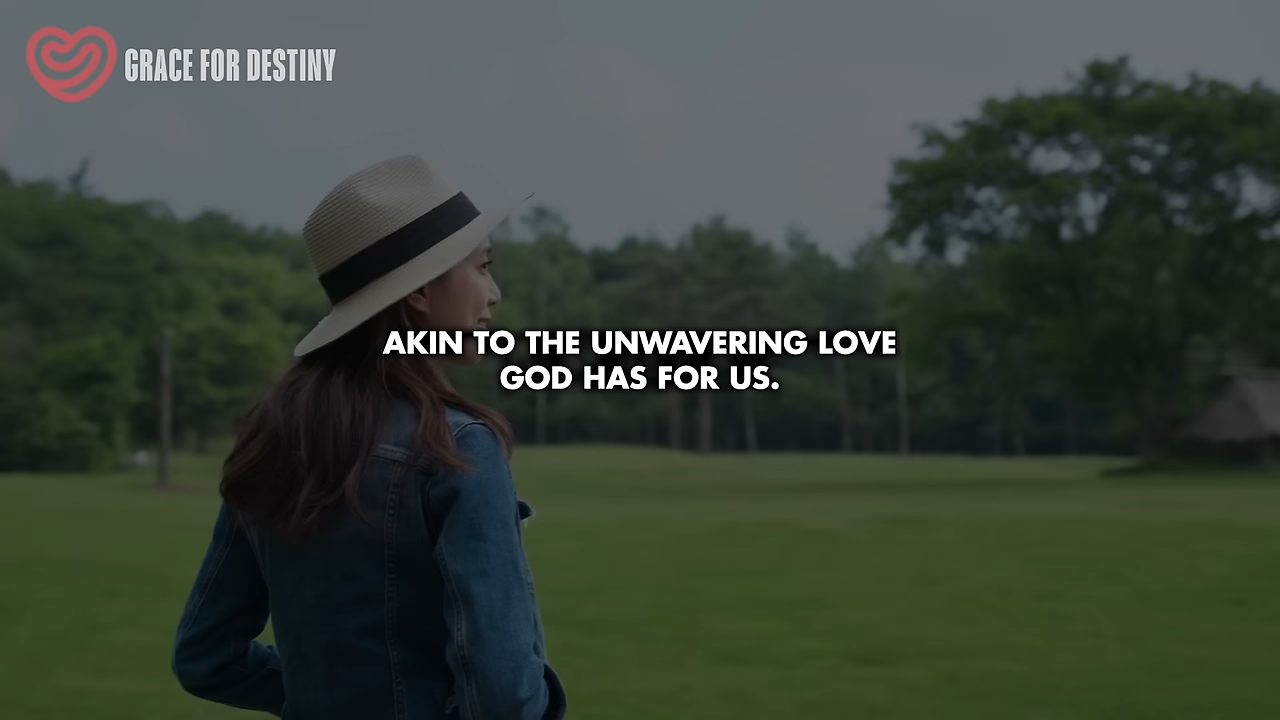 GRACE FOR DESTINY
AKIN TO THE UNWAVERING LOVE
GOD HAS FOR US.